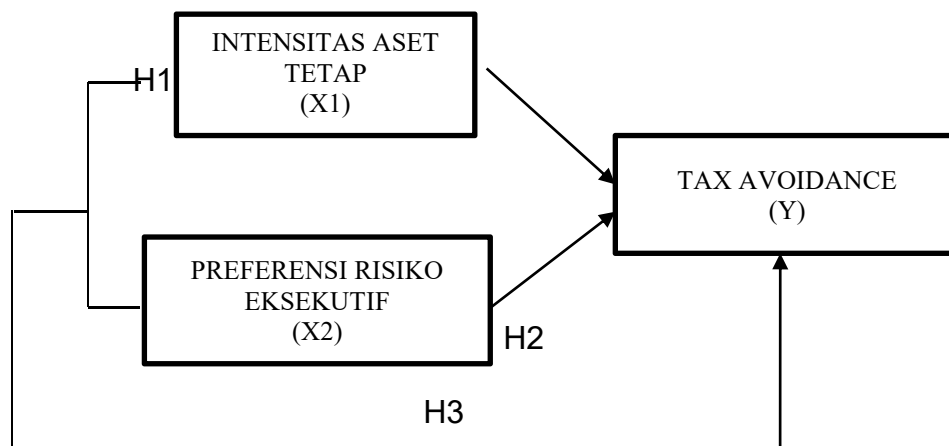 INTENSITAS ASET
TETAP
(X1)
H1
TAX AVOIDANCE
(Y)
PREFERENSI RISIKO
EKSEKUTIF
(X2)
H2
H3